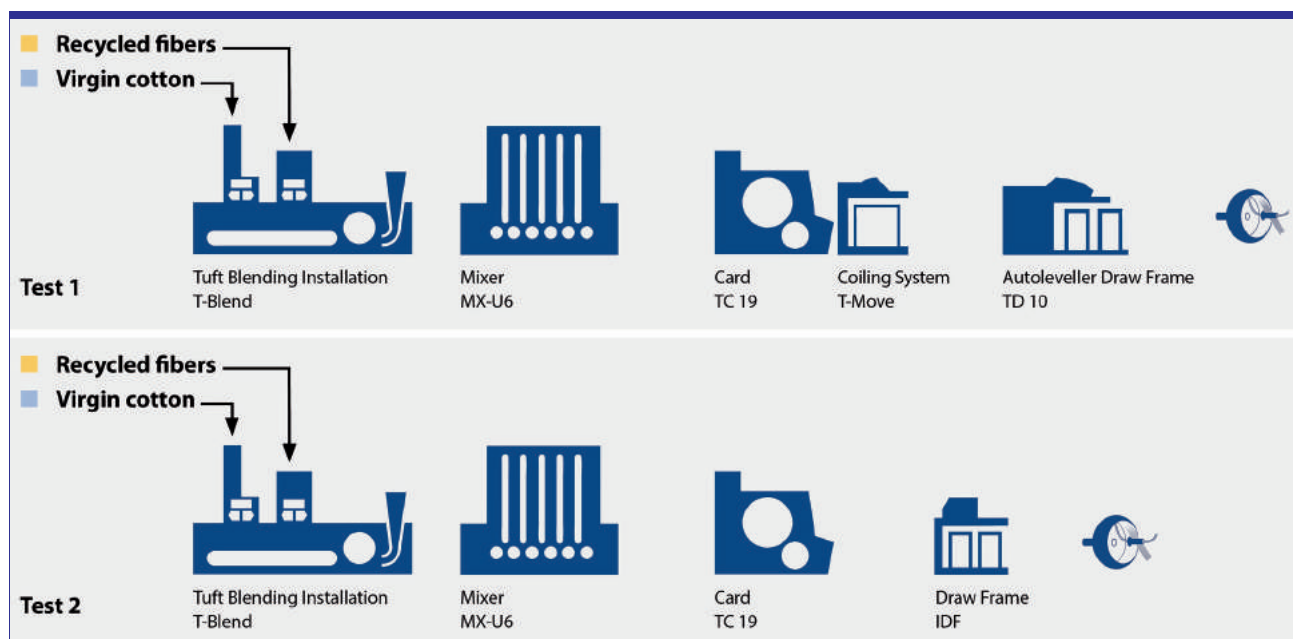 Recycled fibers
Virgin cotton
Test 1
Tuft Blending Installation
T-Blend
Mixer
MX-U6
Card
TC 19
Coiling System
T-Move
Autoleveller Draw Frame
TD 10
Recycled fibers
Virgin cotton
Test 2
Tuft Blending Installation
T-Blend
Mixer
MX-U6
Card
TC 19
Draw Frame
IDF